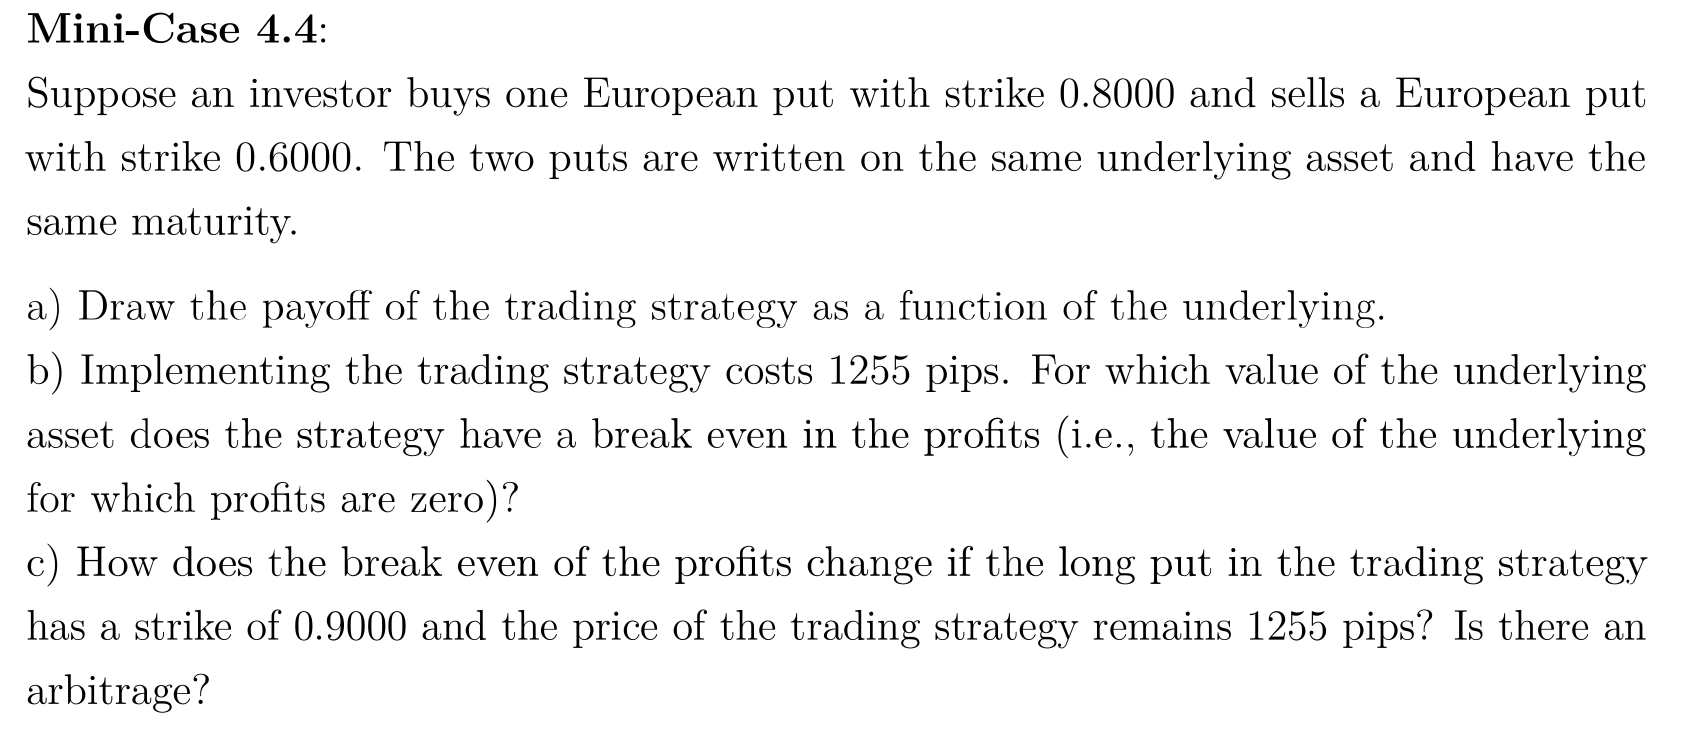 Mini-Case 4.4:
Suppose an investor buys one European put with strike 0.8000 and sells a European put
with strike 0.6000. The two puts are written on the same underlying asset and have the
same maturity.
a) Draw the payoff of the trading strategy as a function of the underlying.
b) Implementing the trading strategy costs 1255 pips. For which value of the underlying
asset does the strategy have a break even in the profits (i.e., the value of the underlying
for which profits are zero)?
c) How does the break even of the profits change if the long put in the trading strategy
has a strike of 0.9000 and the price of the trading strategy remains 1255 pips? Is there an
arbitrage?